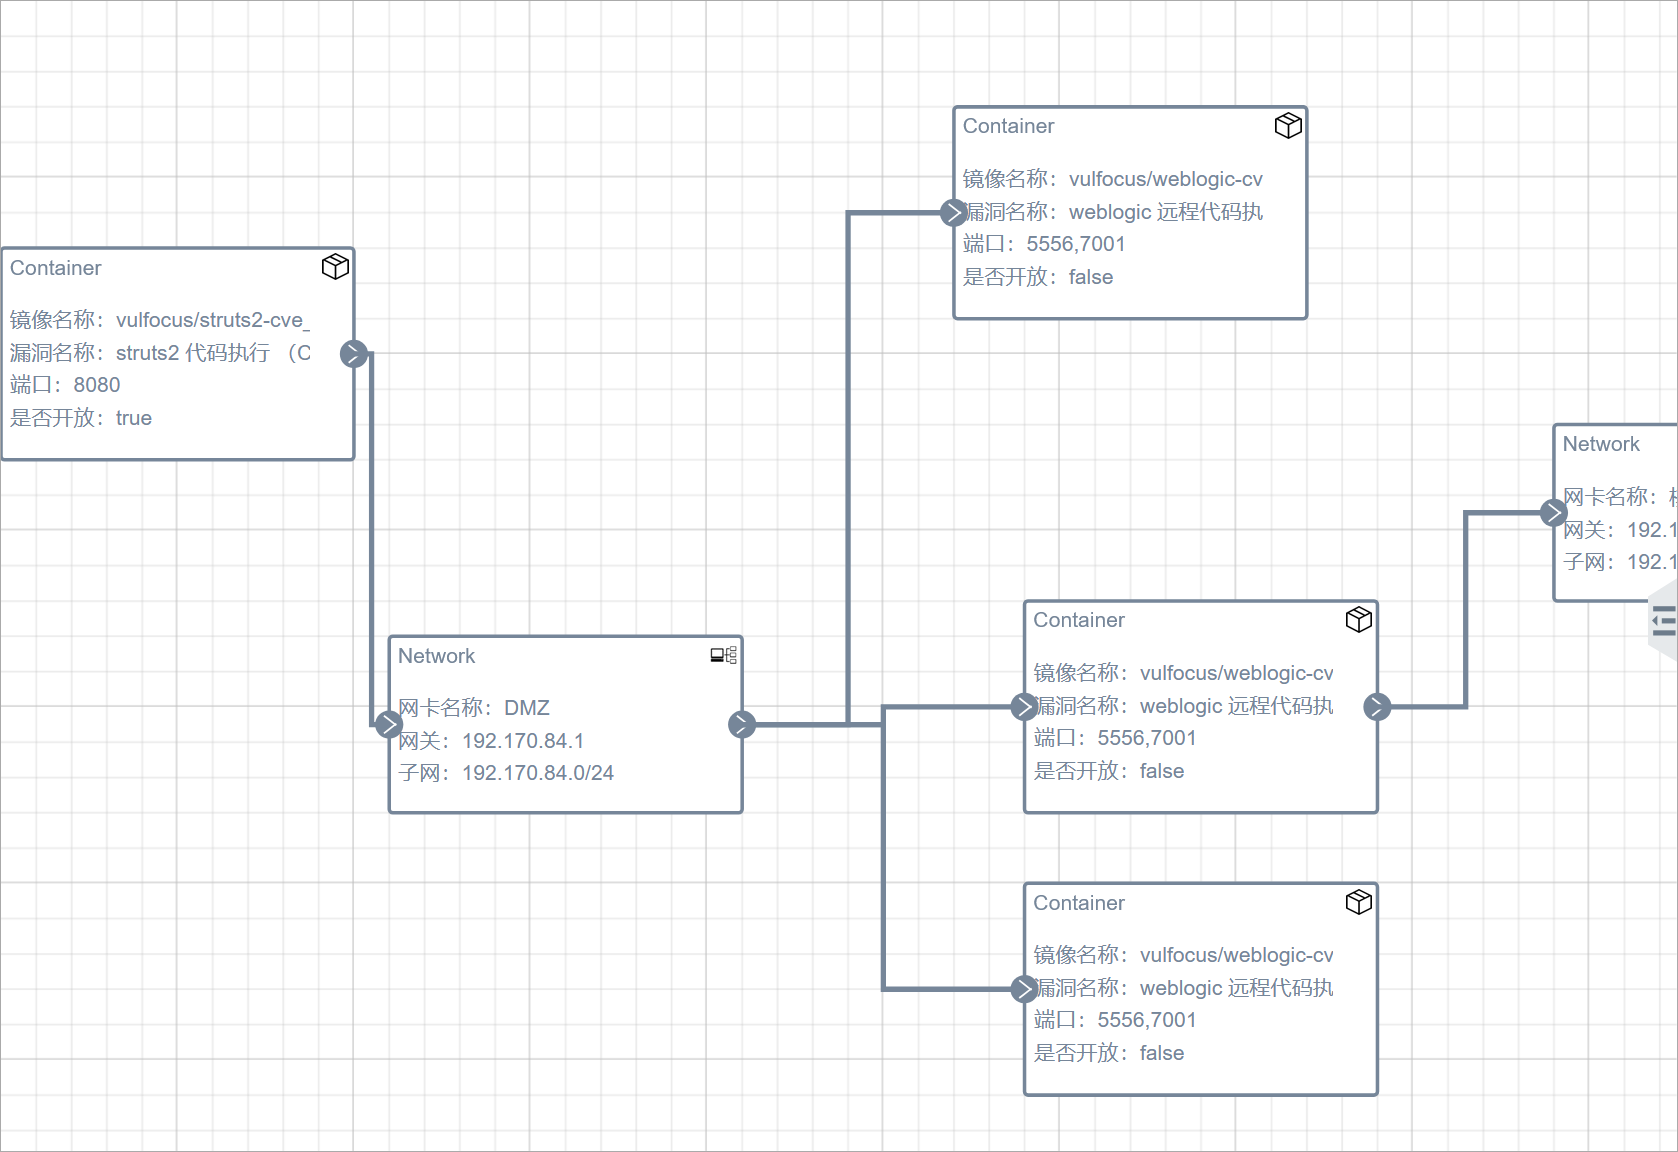 Container
镜像名称：vulfocus/struts2-cve_
漏洞名称：struts2 代码执行 （C
端口：8080
是否开放：true
Network
网卡名称：DMZ
网关：192.170.84.1
子网：192.170.84.0/24
Container
镜像名称：vulfocus/weblogic-cv
漏洞名称：weblogic 远程代码执
端口：5556,7001
是否开放：false
Container
镜像名称：vulfocus/weblogic-cv
漏洞名称：weblogic 远程代码执
端口：5556,7001
是否开放：false
Container
镜像名称：vulfocus/weblogic-cv
漏洞名称：weblogic 远程代码执
端口：5556,7001
是否开放：false
Network
网卡名称：
网关：192.1
子网：192.1